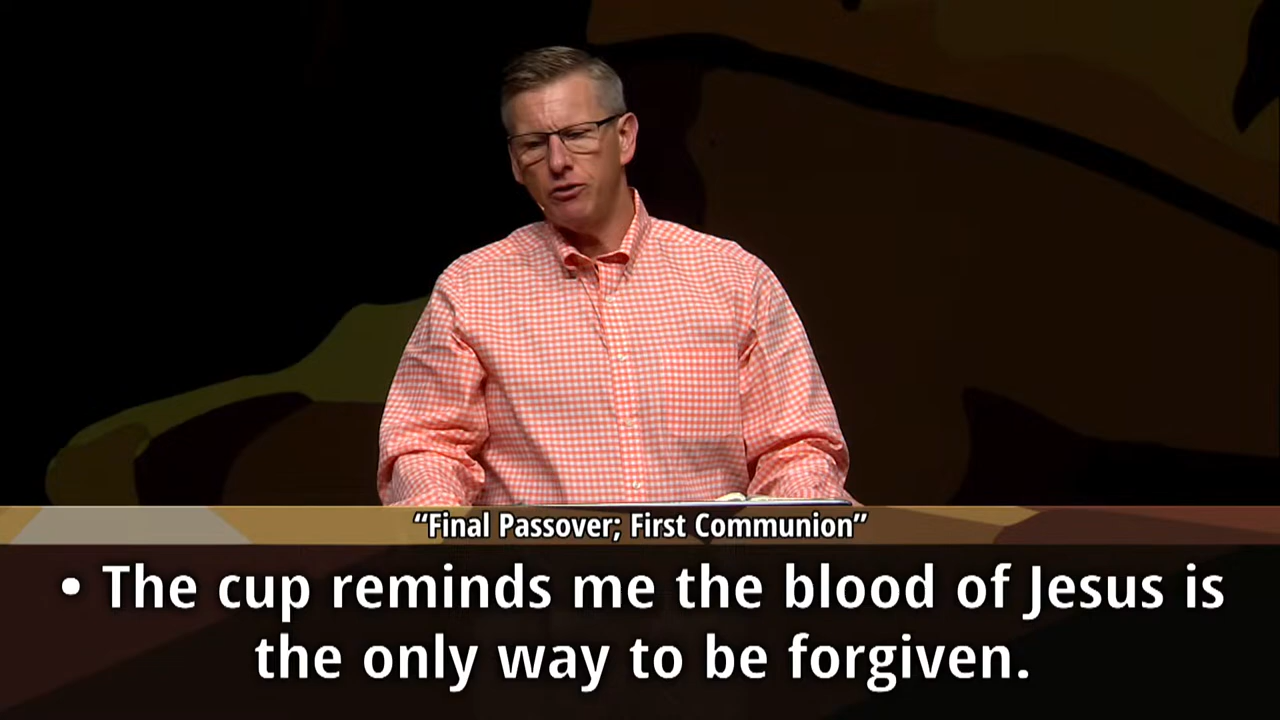 “Final Passover; First Communion”
• The cup reminds me the blood of Jesus is
the only way to be forgiven.